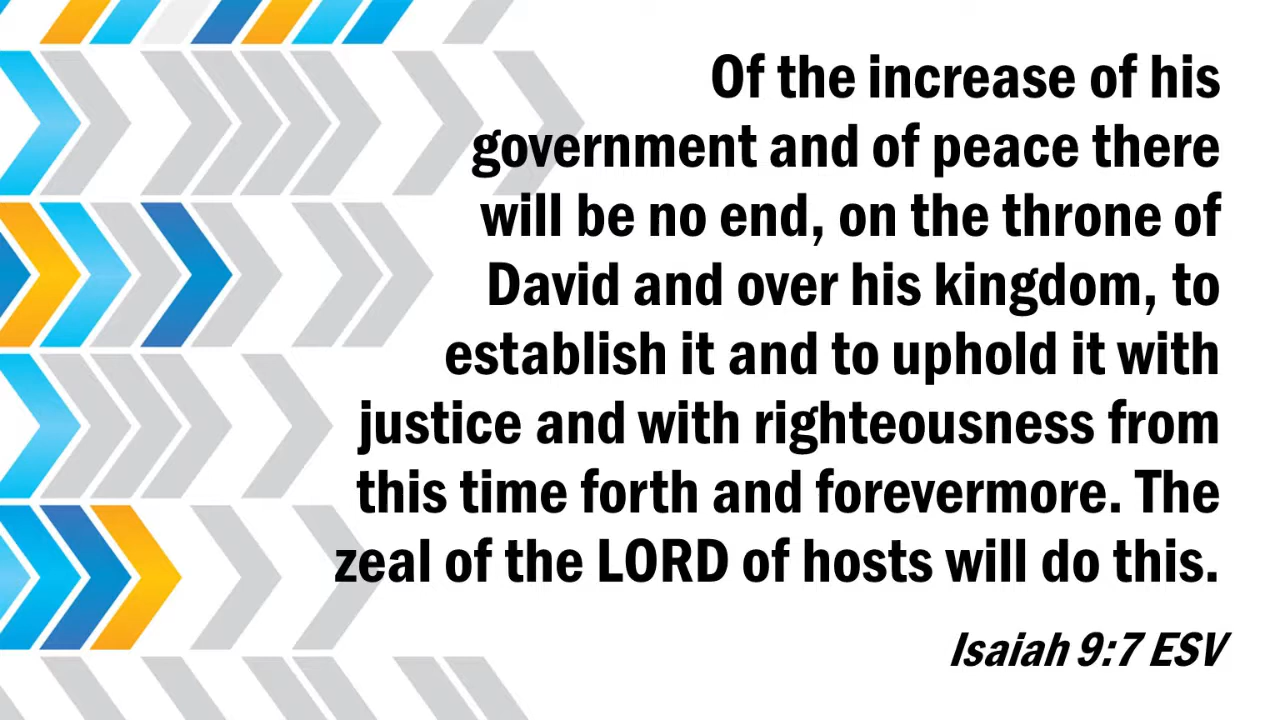 Of the increase of his
government and of peace there
will be no end, on the throne of
David and over his kingdom, to
establish it and to uphold it with
justice and with righteousness from
this time forth and forevermore. The
zeal of the LORD of hosts will do this.
Isaiah 9:7 ESV